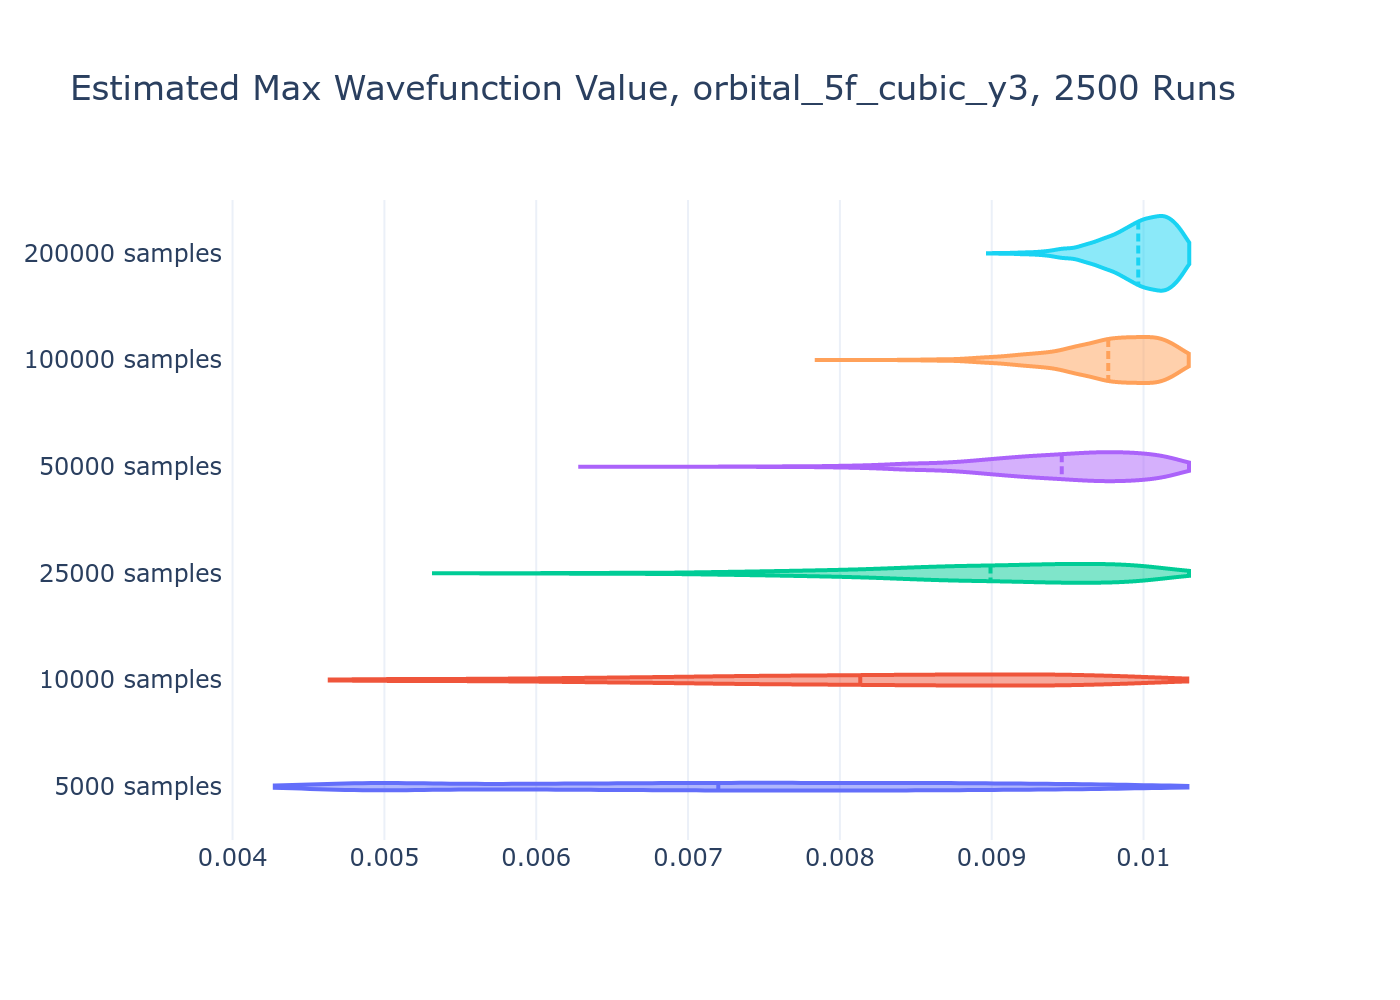 Estimated Max Wavefunction Value, orbital_5f_cubic_y3, 2500 Runs
200000 samples
100000 samples
50000 samples
25000 samples
10000 samples
5000 samples
0.004 0.005 0.006 0.007 0.008 0.009 0.01